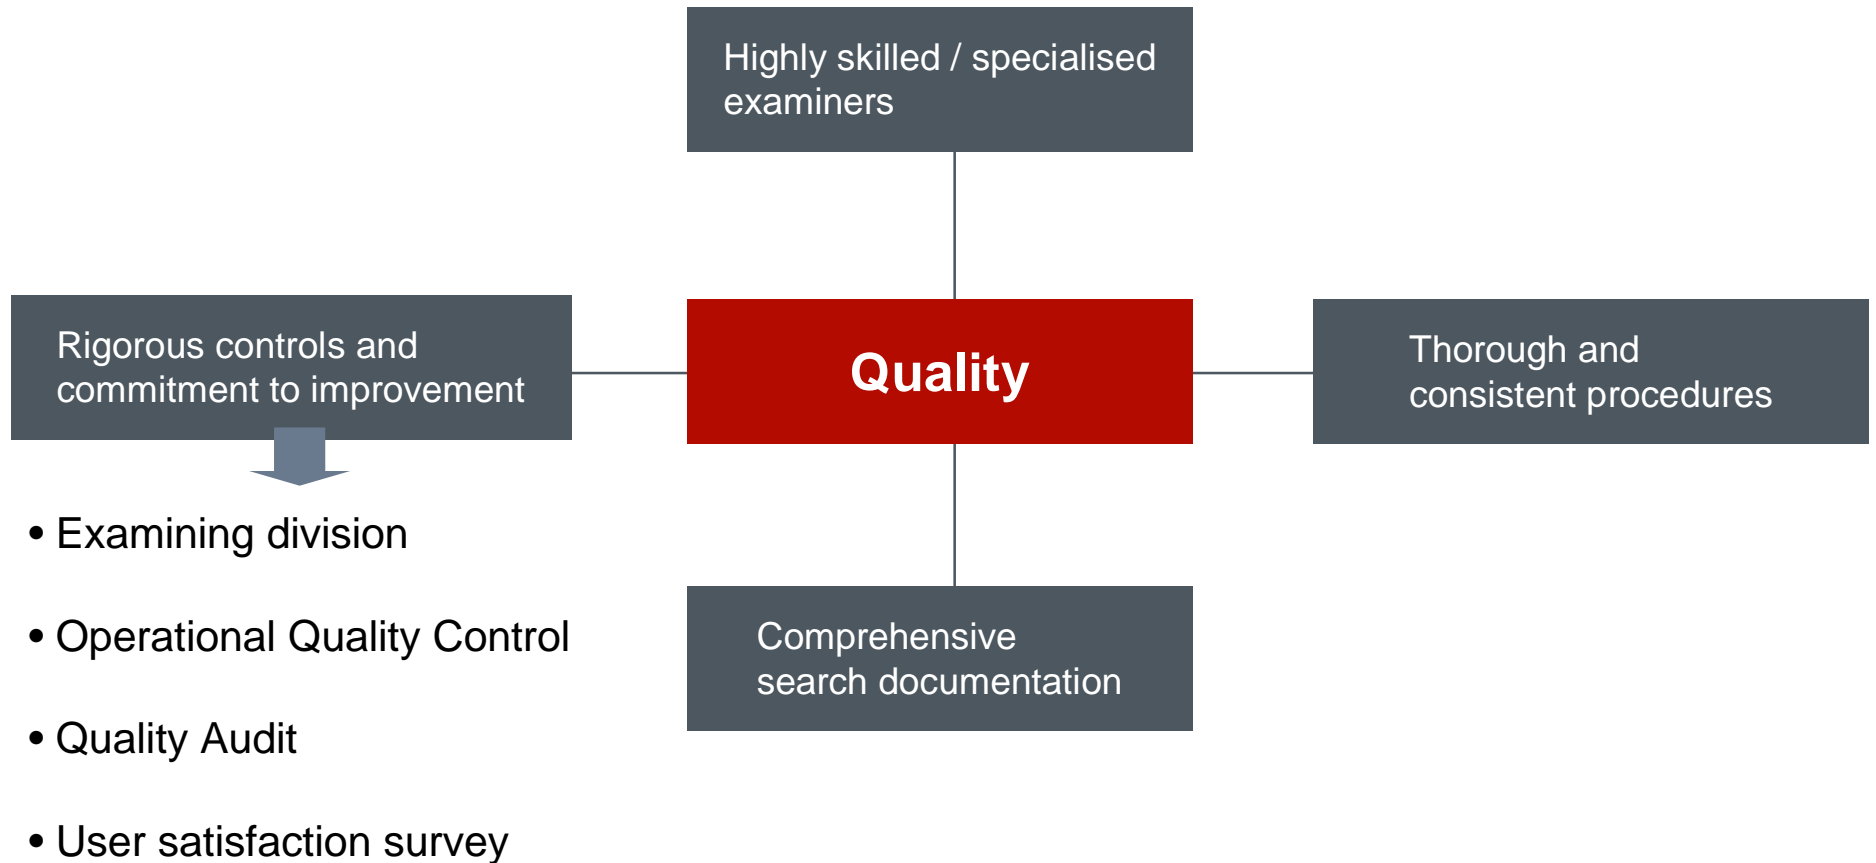 Highly skilled / specialised
examiners
Rigorous controls and
commitment to improvement
Quality
Thorough and
consistent procedures
• Examining division
• Operational Quality Control
• Quality Audit
• User satisfaction survey
Comprehensive
search documentation